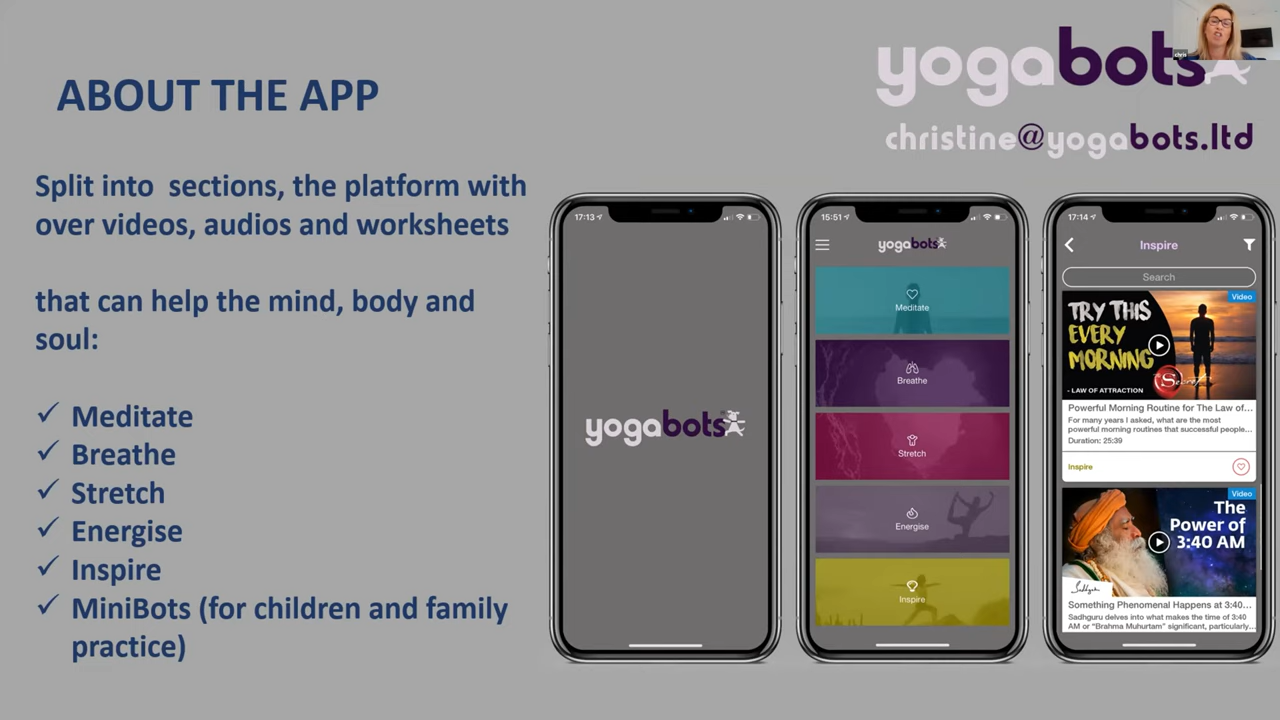 yogabots
chris
ABOUT THE APP
christine@yogabots.ltd
Split into sections, the platform with
over videos, audios and worksheets
that can help the mind, body and
soul:
✓ Meditate
✓ Breathe
✓ Stretch
✓ Energise
✓ Inspire
✓ MiniBots (for children and family
practice)
17:13
yogabots
15:51
yogabots
Meditate
Breathe
Stretch
Energise
Inspire
17:14
Inspire
Search
Video
TRY THIS
EVERY
MORNING
- LAW OF ATTRACTION
Secret
Powerful Morning Routine for The Law of...
For many years I asked, what are the most
powerful morning routines that successful people...
Duration: 25:39
Inspire
Video
The
Power of
3:40 AM
Sadhguru
Something Phenomenal Happens at 3:40...
Sadhguru delves into what makes the time of 3:40
AM or “Brahma Muhurtam” significant, particularly...